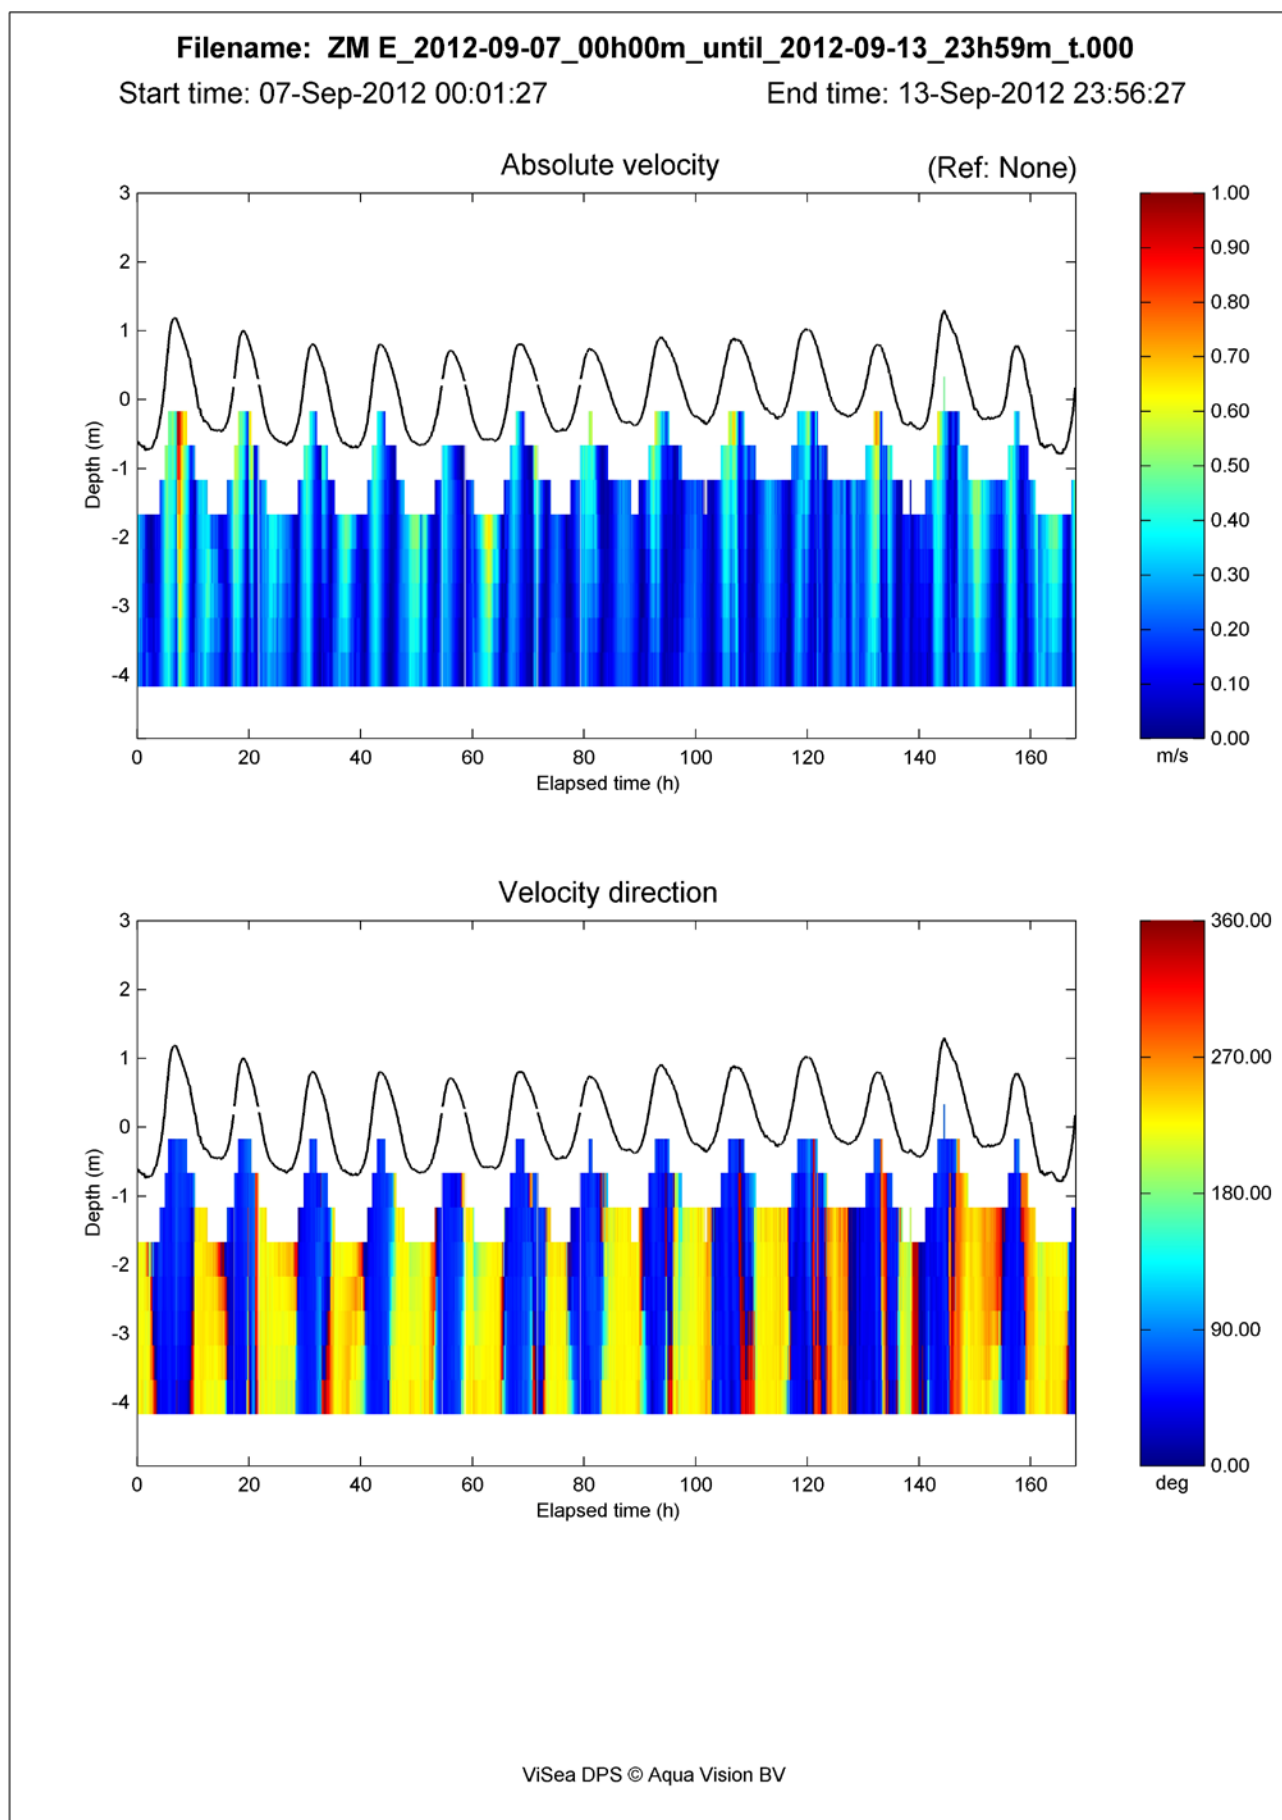 Filename:  ZM E_2012-09-07_00h00m_until_2012-09-13_23h59m_t.000
Start time: 07-Sep-2012 00:01:27
End time: 13-Sep-2012 23:56:27
Absolute velocity
(Ref: None)
3
2
1
0
-1
-2
-3
-4
Depth (m)
0 20 40 60 80 100 120 140 160
Elapsed time (h)
1.00
0.90
0.80
0.70
0.60
0.50
0.40
0.30
0.20
0.10
0.00
m/s
Velocity direction
3
2
1
0
-1
-2
-3
-4
Depth (m)
0 20 40 60 80 100 120 140 160
Elapsed time (h)
360.00
270.00
180.00
90.00
0.00
deg
ViSea DPS © Aqua Vision BV